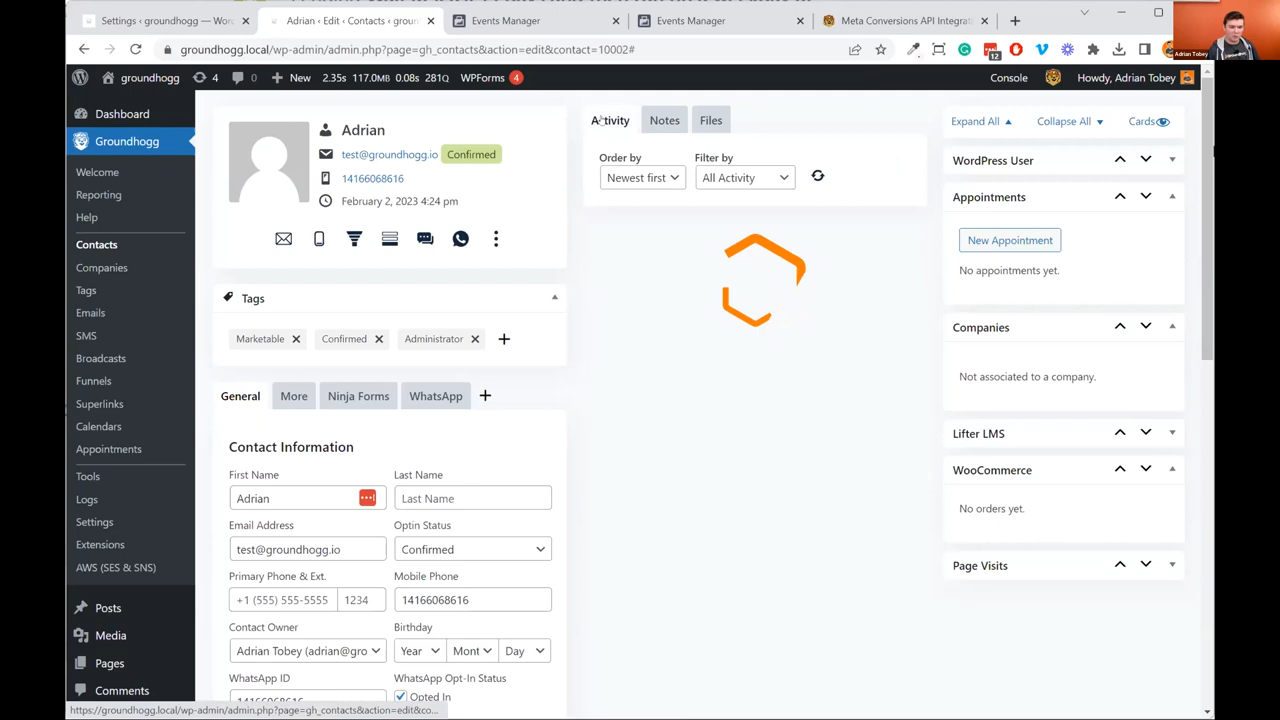 Settings ‹ groundhogg — Wor
Adrian ‹ Edit ‹ Contacts ‹ groun
Events Manager
Events Manager
Meta Conversions API Integrat
Adrian Tobey
groundhogg.local/wp-admin/admin.php?page=gh_contacts&action=edit&contact=10002#
12
groundhogg
4
0
New
2.35s 117.0MB 0.08s 281Q
WPForms 4
Console
Howdy, Adrian Tobey
Dashboard
Groundhogg
Welcome
Reporting
Help
Contacts
Companies
Tags
Emails
SMS
Broadcasts
Funnels
Superlinks
Calendars
Appointments
Tools
Logs
Settings
Extensions
AWS (SES & SNS)
Posts
Media
Pages
Comments
Adrian
test@groundhogg.io Confirmed
14166068616
February 2, 2023 4:24 pm
Tags
Marketable
Confirmed
Administrator
General
More
Ninja Forms
WhatsApp
Contact Information
First Name
Last Name
Adrian
Last Name
Email Address
Optin Status
test@groundhogg.io
Confirmed
Primary Phone & Ext.
Mobile Phone
+1 (555) 555-5555
1234
14166068616
Contact Owner
Birthday
Adrian Tobey (adrian@gro
Year
Mont
Day
WhatsApp ID
WhatsApp Opt-In Status
14166068616
Opted In
Activity
Notes
Files
Order by
Filter by
Newest first
All Activity
Expand All
Collapse All
Cards
WordPress User
Appointments
New Appointment
No appointments yet.
Companies
Not associated to a company.
Lifter LMS
WooCommerce
No orders yet.
Page Visits
https://groundhogg.local/wp-admin/admin.php?page=gh_contacts&action=edit&co...